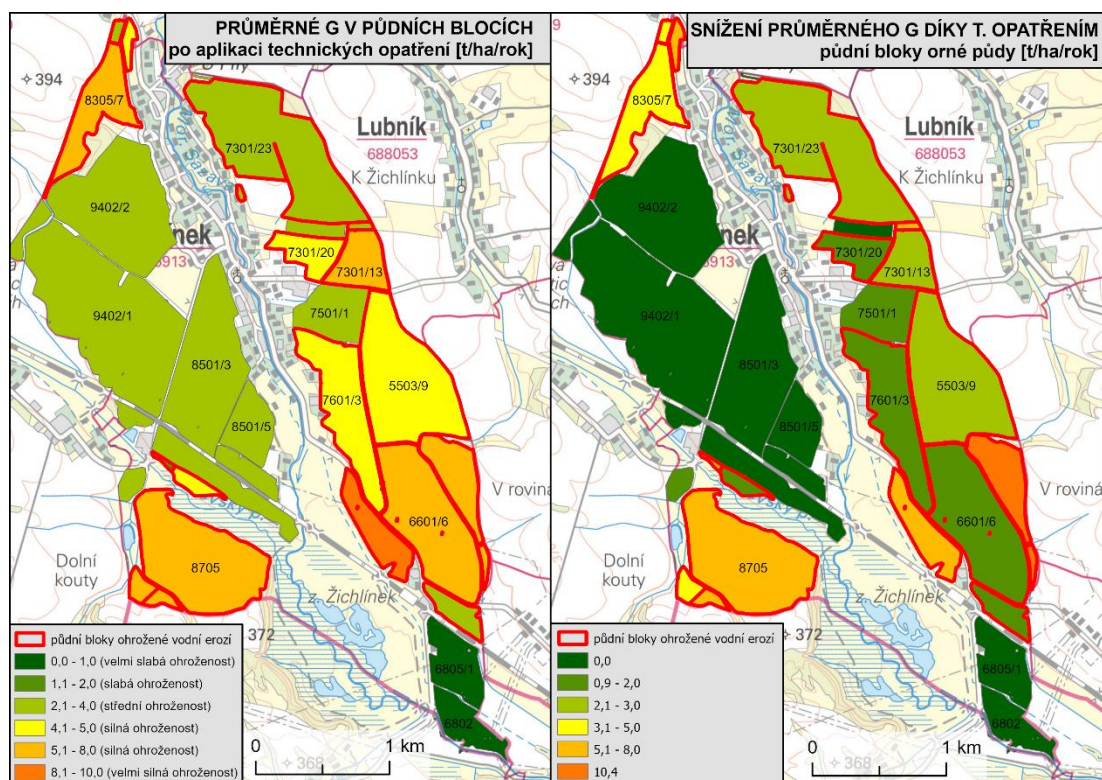 PRŮMĚRNÉ G V PŮDNÍCH BLOCÍCH
po aplikaci technických opatření [t/ha/rok]
394
8305/7
Lubník
688053
K Žichlínku
7301/23
9402/2
nek
6913
7301/20
7301/13
9402/1
7501/1
8501/3
5503/9
7601/3
8501/5
V roviná
6601/6
Dolní
kouty
8705
z. Žichlínek
372
6805/1
6802
368
půdní bloky ohrožené vodní erozí
0,0 - 1,0 (velmi slabá ohroženost)
1,1 - 2,0 (slabá ohroženost)
2,1 - 4,0 (střední ohroženost)
4,1 - 5,0 (silná ohroženost)
5,1 - 8,0 (silná ohroženost)
8,1 - 10,0 (velmi silná ohroženost)
0 1 km
SNÍŽENÍ PRŮMĚRNÉHO G DÍKY T. OPATŘENÍM
půdní bloky orné půdy [t/ha/rok]
394
8305/7
Lubník
688053
K Žichlínku
7301/23
9402/2
nek
6913
7301/20
7301/13
9402/1
7501/1
8501/3
5503/9
7601/3
8501/5
V roviná
6601/6
Dolní
kouty
8705
z. Žichlínek
372
6805/1
6802
368
půdní bloky ohrožené vodní erozí
0,0
0,9 - 2,0
2,1 - 3,0
3,1 - 5,0
5,1 - 8,0
10,4
0 1 km